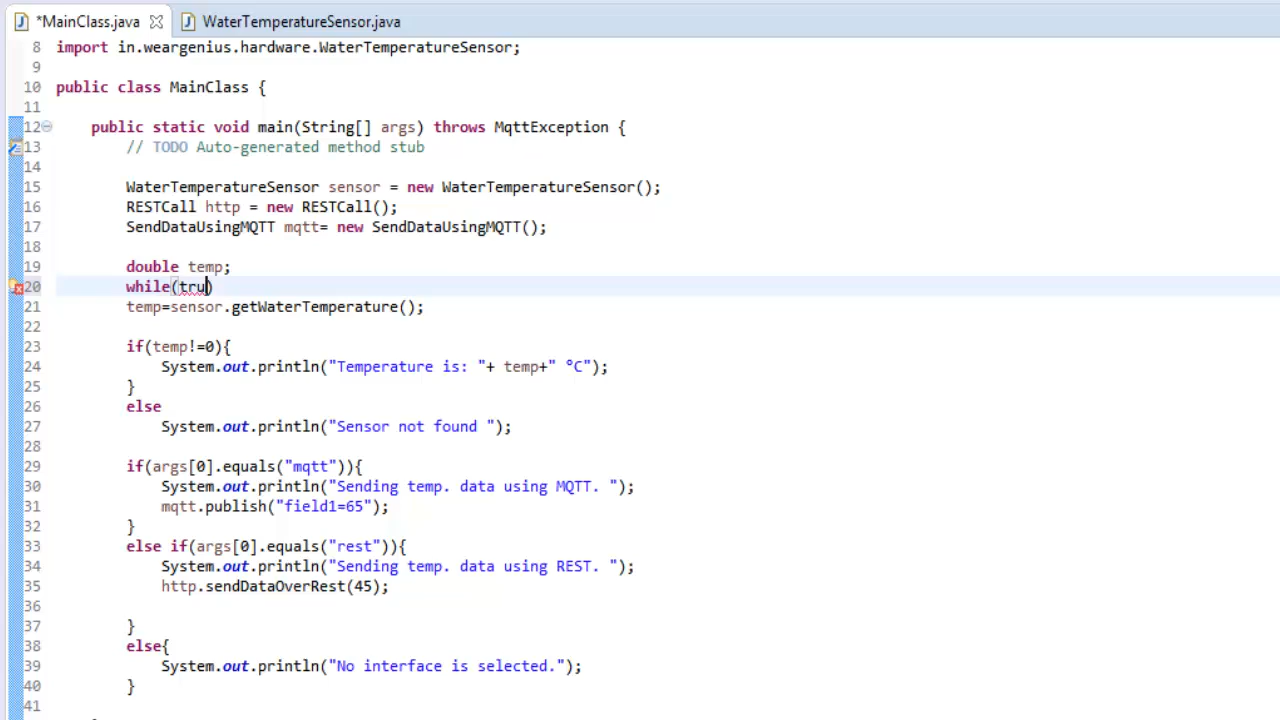 *MainClass.java WaterTemperatureSensor.java
8 import in.weargenius.hardware.WaterTemperatureSensor;
9
10 public class MainClass {
11
12 public static void main(String[] args) throws MqttException {
13 // TODO Auto-generated method stub
14
15 WaterTemperatureSensor sensor = new WaterTemperatureSensor();
16 RESTCall http = new RESTCall();
17 SendDataUsingMQTT mqtt= new SendDataUsingMQTT();
18
19 double temp;
20 while(tru)
21 temp=sensor.getWaterTemperature();
22
23 if(temp!=0){
24 System.out.println("Temperature is: "+ temp+" °C");
25 }
26 else
27 System.out.println("Sensor not found ");
28
29 if(args[0].equals("mqtt")){
30 System.out.println("Sending temp. data using MQTT. ");
31 mqtt.publish("field1=65");
32 }
33 else if(args[0].equals("rest")){
34 System.out.println("Sending temp. data using REST. ");
35 http.sendDataOverRest(45);
36
37 }
38 else{
39 System.out.println("No interface is selected.");
40 }
41